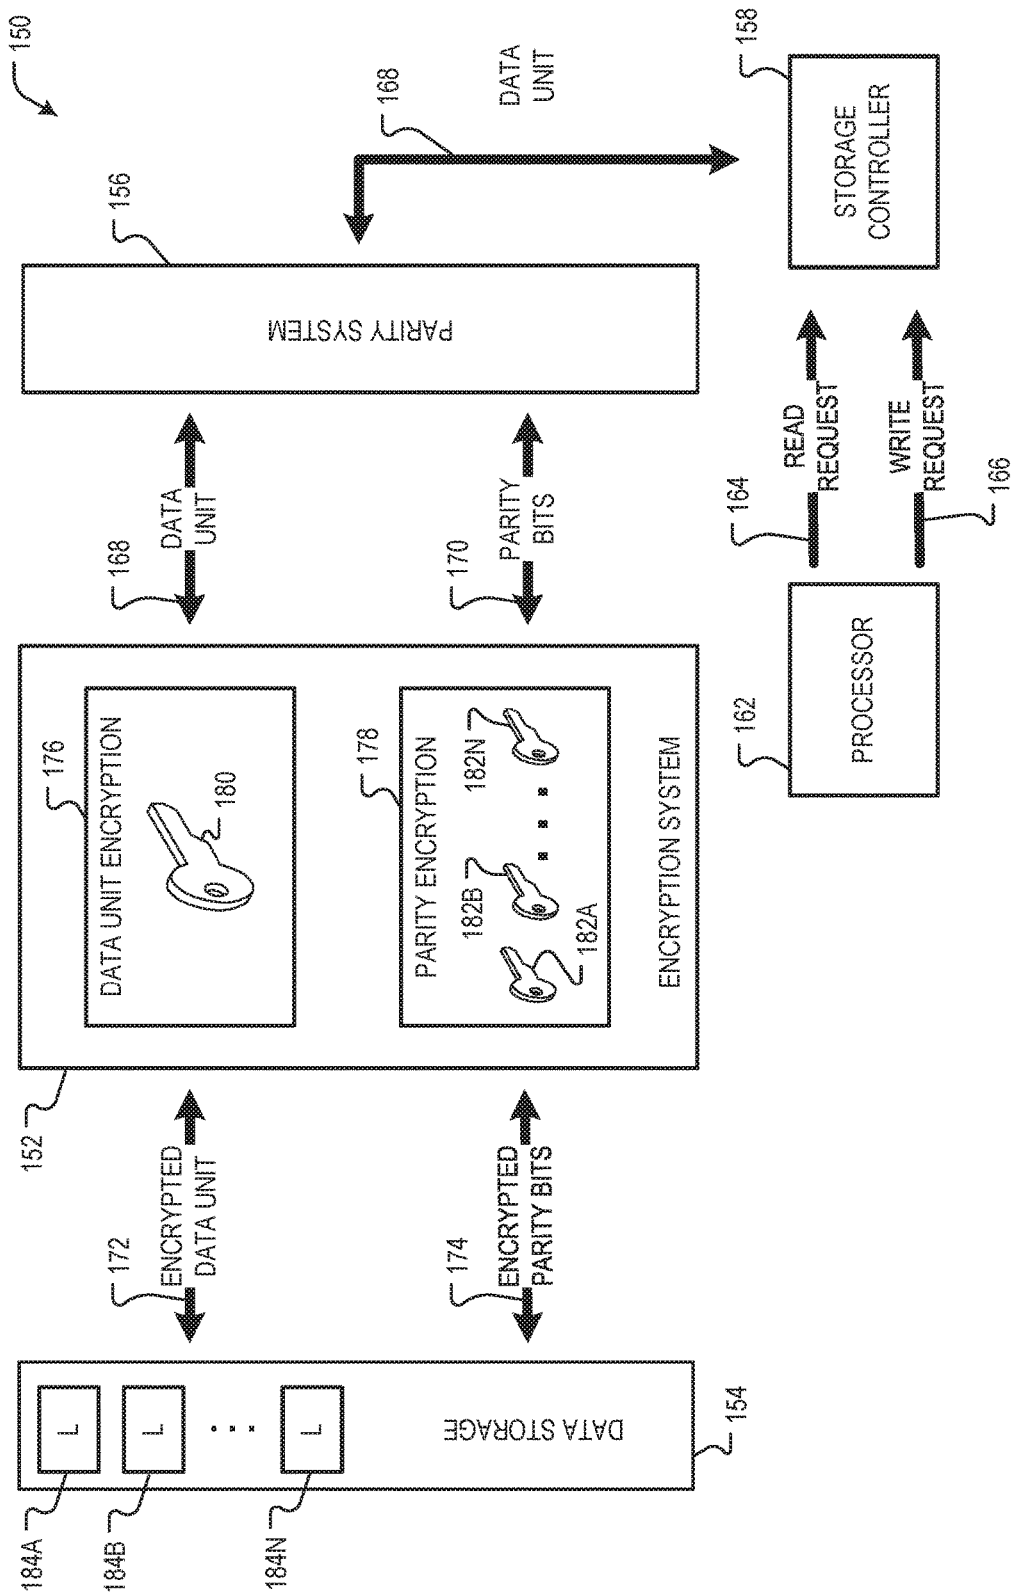 150
184A
L
184B
L
184N
L
DATA STORAGE
154
172
ENCRYPTED
DATA UNIT
174
ENCRYPTED
PARITY BITS
152
DATA UNIT ENCRYPTION
176
180
PARITY ENCRYPTION
178
182A
182B
182N
ENCRYPTION SYSTEM
168
DATA
UNIT
170
PARITY
BITS
PARITY SYSTEM
156
168
DATA
UNIT
162
PROCESSOR
164
READ
REQUEST
WRITE
REQUEST
166
STORAGE
CONTROLLER
158